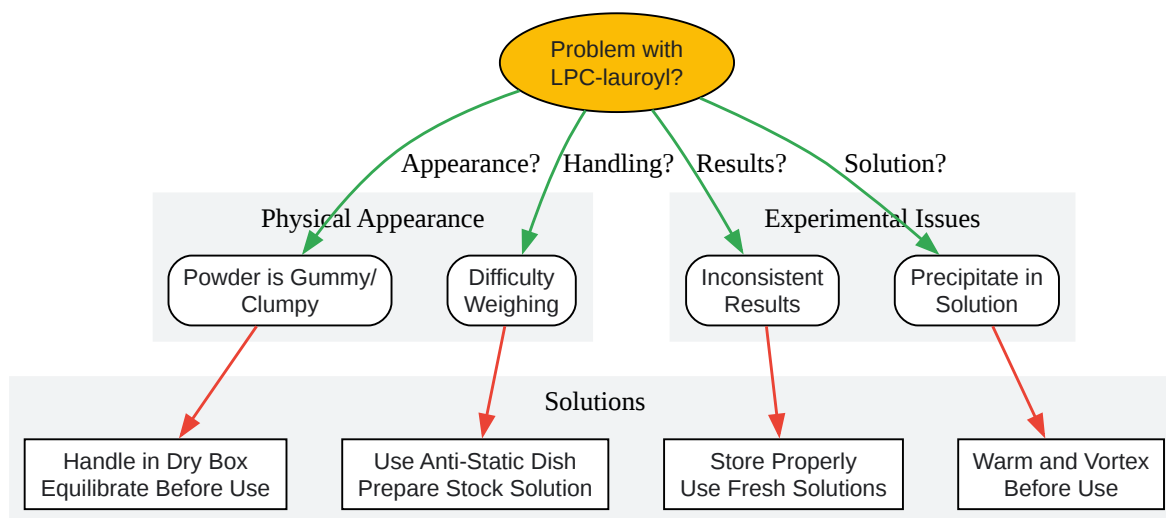 Problem with
LPC-lauroyl?
Appearance?
Handling?
Results?
Solution?
Physical Appearance
Experimental Issues
Powder is Gummy/
Clumpy
Difficulty
Weighing
Inconsistent
Results
Precipitate in
Solution
Solutions
Handle in Dry Box
Equilibrate Before Use
Use Anti-Static Dish
Prepare Stock Solution
Store Properly
Use Fresh Solutions
Warm and Vortex
Before Use